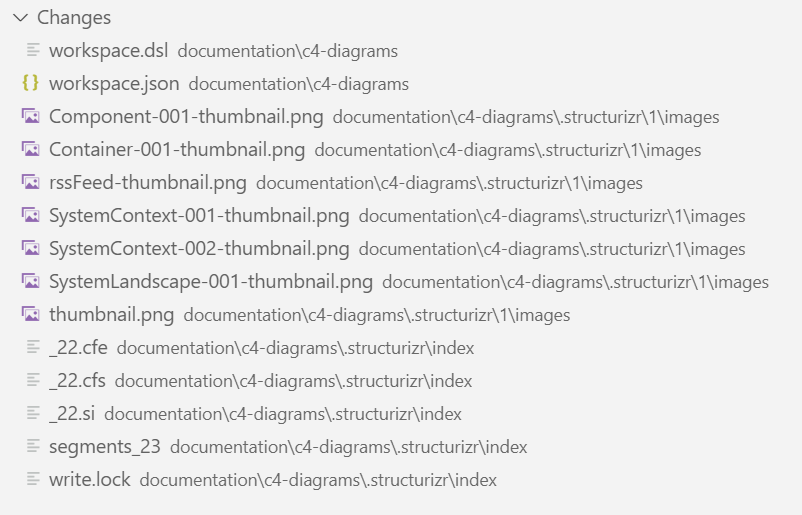 Changes
workspace.dsl documentation\c4-diagrams
{} workspace.json documentation\c4-diagrams
Component-001-thumbnail.png documentation\c4-diagrams\.structurizr\1\images
Container-001-thumbnail.png documentation\c4-diagrams\.structurizr\1\images
rssFeed-thumbnail.png documentation\c4-diagrams\.structurizr\1\images
SystemContext-001-thumbnail.png documentation\c4-diagrams\.structurizr\1\images
SystemContext-002-thumbnail.png documentation\c4-diagrams\.structurizr\1\images
SystemLandscape-001-thumbnail.png documentation\c4-diagrams\.structurizr\1\images
thumbnail.png documentation\c4-diagrams\.structurizr\1\images
_22.cfe documentation\c4-diagrams\.structurizr\index
_22.cfs documentation\c4-diagrams\.structurizr\index
_22.si documentation\c4-diagrams\.structurizr\index
segments_23 documentation\c4-diagrams\.structurizr\index
write.lock documentation\c4-diagrams\.structurizr\index